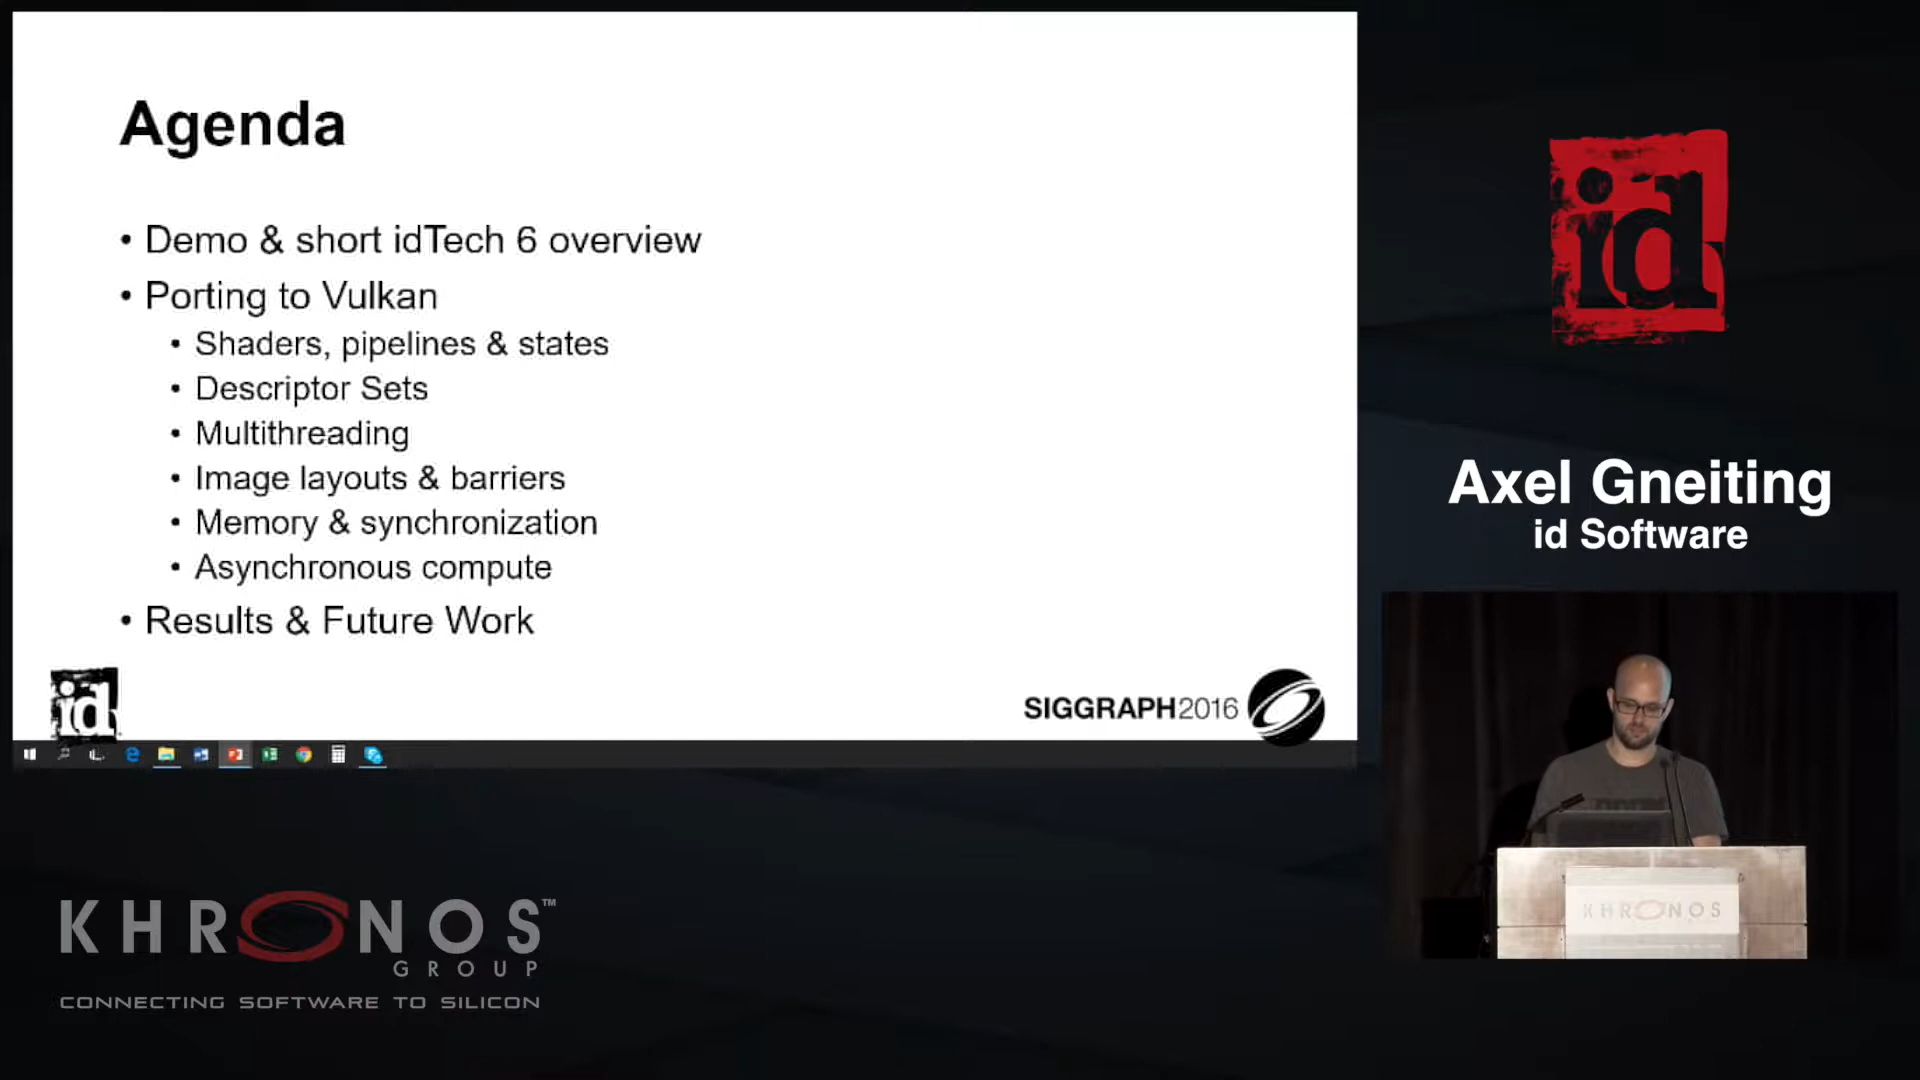 Agenda
• Demo & short idTech 6 overview
• Porting to Vulkan
• Shaders, pipelines & states
• Descriptor Sets
• Multithreading
• Image layouts & barriers
• Memory & synchronization
• Asynchronous compute
• Results & Future Work
id
SIGGRAPH2016
id
Axel Gneiting
id Software
KHRONOS™
GROUP
CONNECTING SOFTWARE TO SILICON
KHRONOS